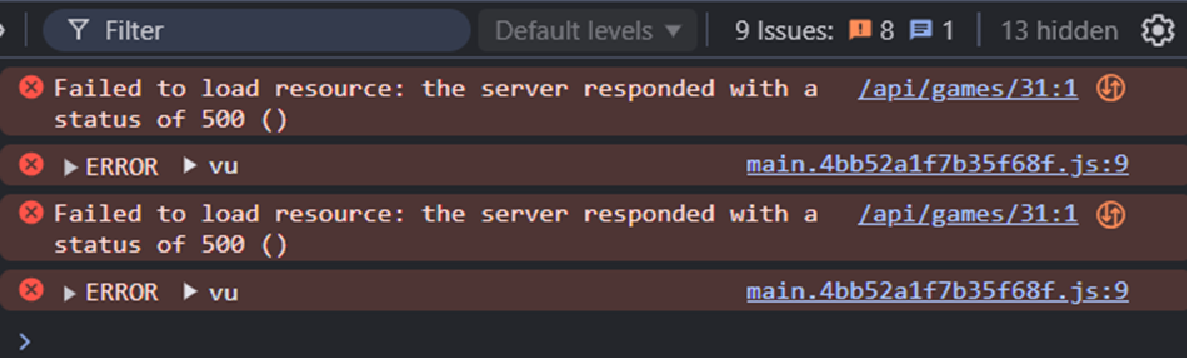 Filter Default levels ▼ 9 Issues: 8 1 13 hidden
Failed to load resource: the server responded with a /api/games/31:1
status of 500 ()
▶ ERROR ▶ vu main.4bb52a1f7b35f68f.js:9
Failed to load resource: the server responded with a /api/games/31:1
status of 500 ()
▶ ERROR ▶ vu main.4bb52a1f7b35f68f.js:9